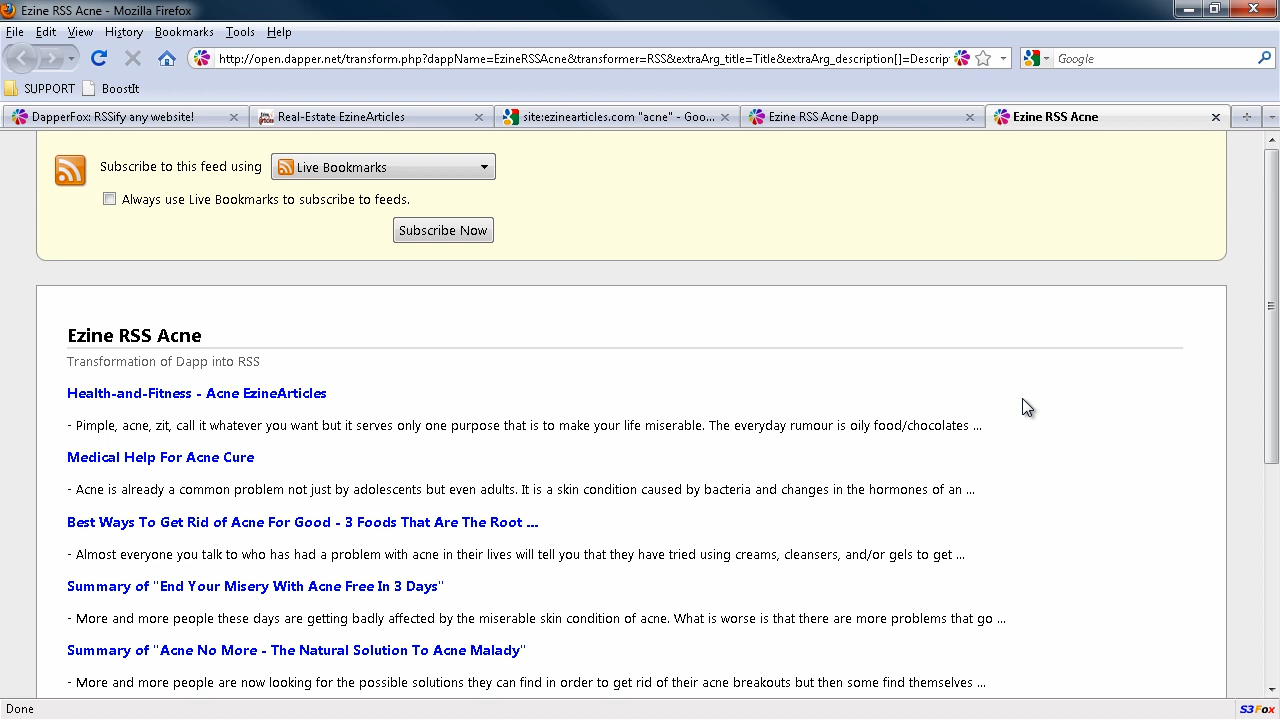 Ezine RSS Acne - Mozilla Firefox
File Edit View History Bookmarks Tools Help
http://open.dapper.net/transform.php?dappName=EzineRSSAcne&transformer=RSS&extraArg_title=Title&extraArg_description[]=Descrip
Google
SUPPORT BoostIt
Dapp-o-Fox: RSSify any website! Real Estate EzineArticles site:ezinearticles.com "acne" - Goo... Ezine RSS Acne Dapp Ezine RSS Acne
Subscribe to this feed using Live Bookmarks
Always use Live Bookmarks to subscribe to feeds.
Subscribe Now
Ezine RSS Acne
Transformation of Dapp into RSS
Health-and-Fitness - Acne EzineArticles
- Pimple, acne, zit, call it whatever you want but it serves only one purpose that is to make your life miserable. The everyday rumour is oily food/chocolates ...
Medical Help For Acne Cure
- Acne is already a common problem not just by adolescents but even adults. It is a skin condition caused by bacteria and changes in the hormones of an ...
Best Ways To Get Rid of Acne For Good - 3 Foods That Are The Root ...
- Almost everyone you talk to who has had a problem with acne in their lives will tell you that they have tried using creams, cleansers, and/or gels to get ...
Summary of "End Your Misery With Acne Free In 3 Days"
- More and more people these days are getting badly affected by the miserable skin condition of acne. What is worse is that there are more problems that go ...
Summary of "Acne No More - The Natural Solution To Acne Malady"
- More and more people are now looking for the possible solutions they can find in order to get rid of their acne breakouts but then some find themselves ...
Done
S3Fox